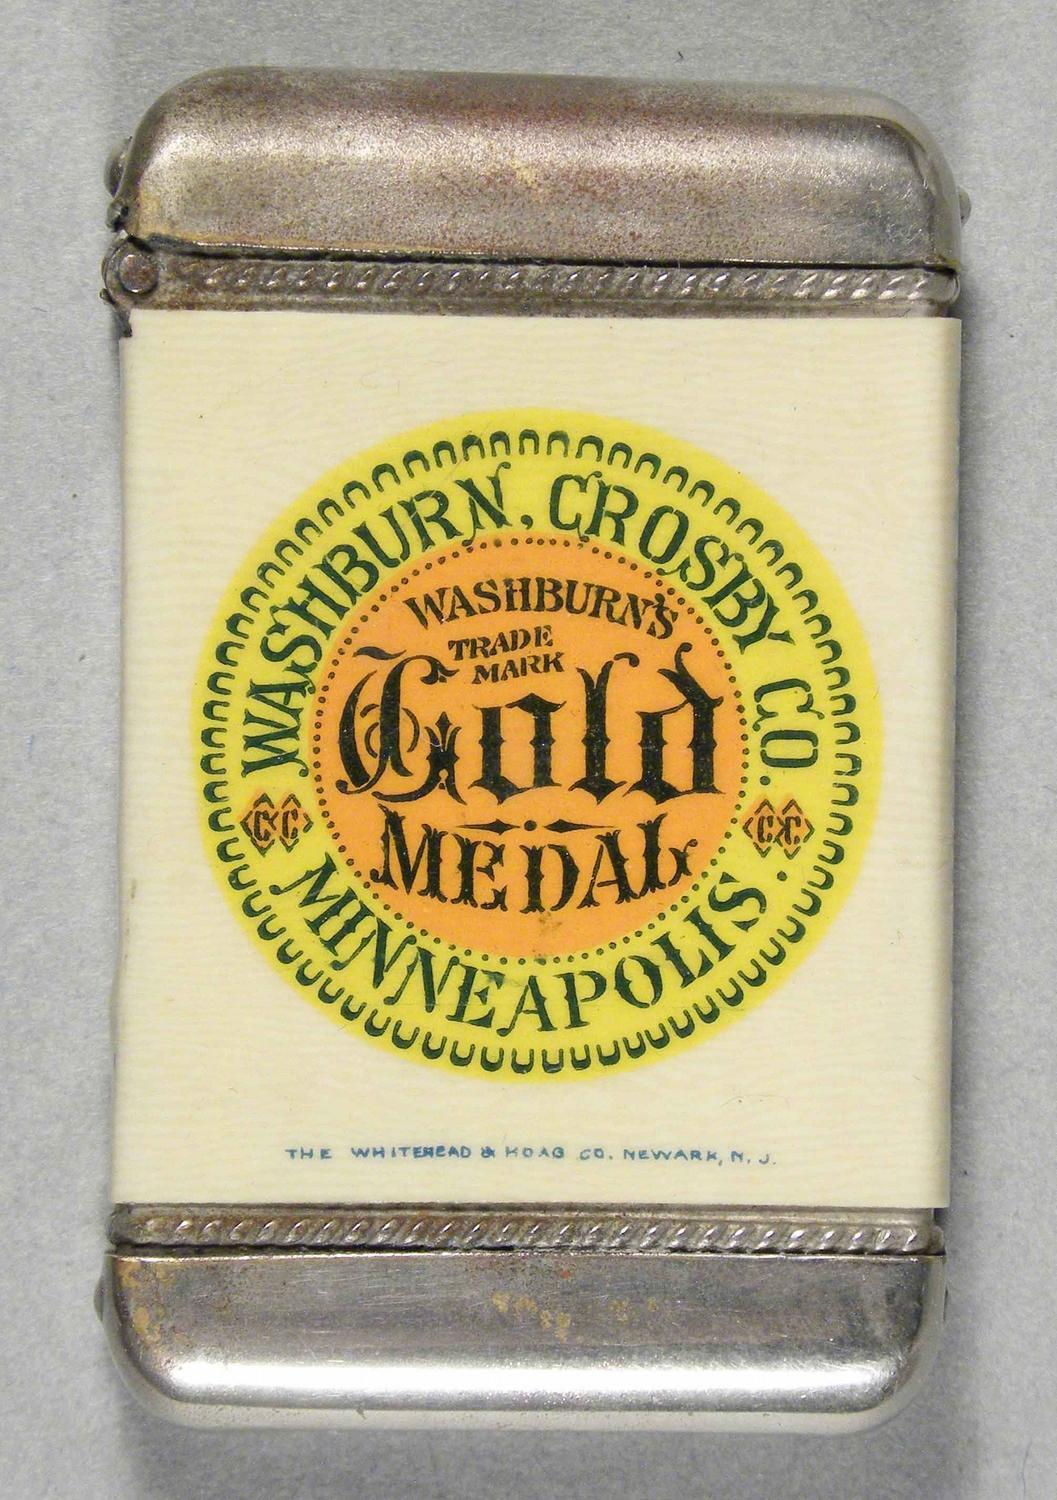 WASHBURN, CROSBY CO.
WASHBURN'S
TRADE
MARK
Gold
MEDAL
CC
CC
MINNEAPOLIS.
THE WHITEHEAD & HOAG CO. NEWARK, N. J.